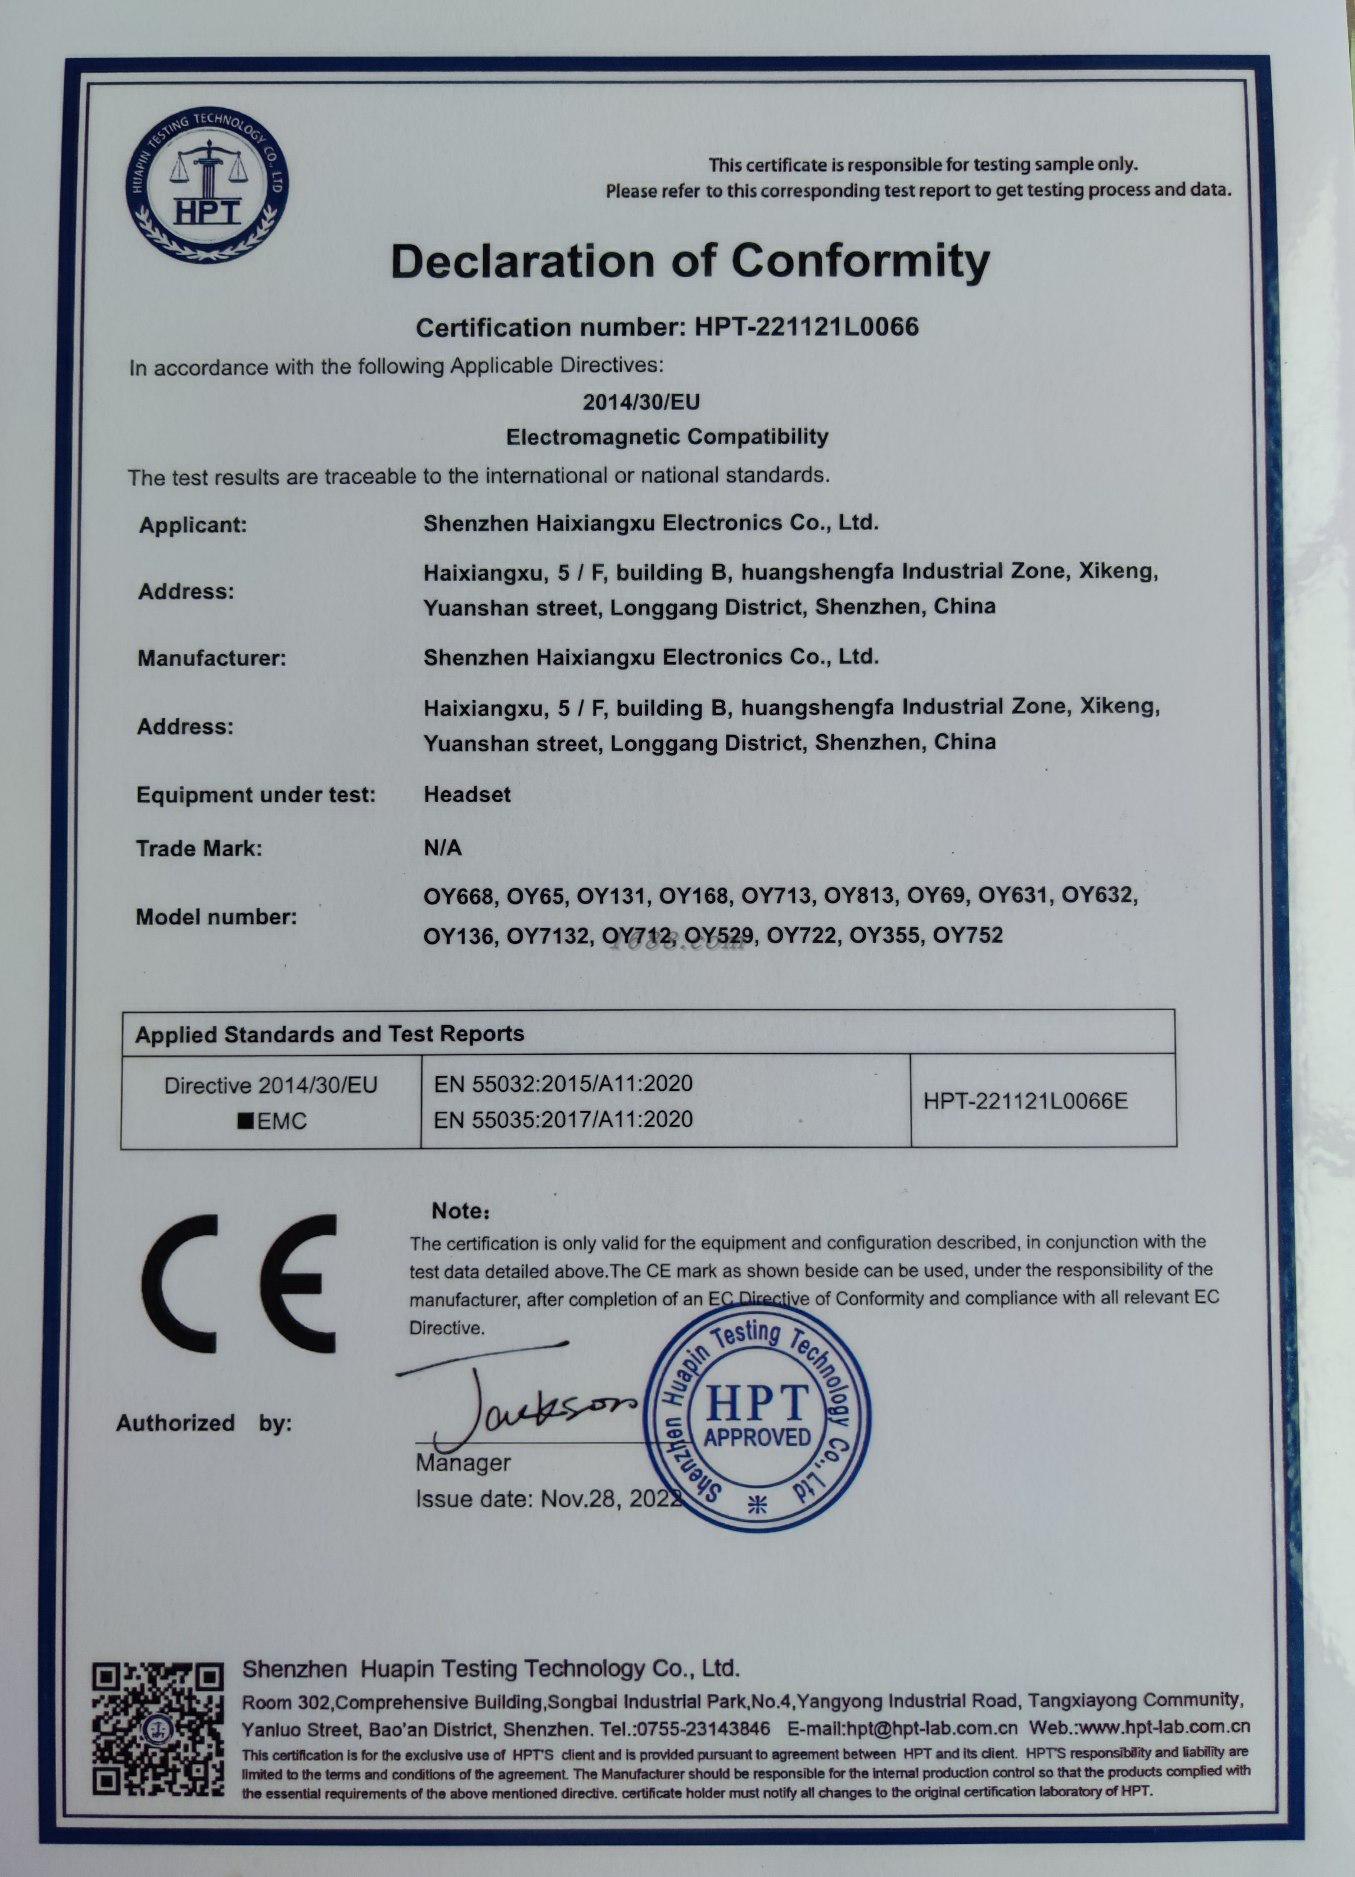 HUAPIN TESTING TECHNOLOGY CO., LTD
HPT
This certificate is responsible for testing sample only.
Please refer to this corresponding test report to get testing process and data.
Declaration of Conformity
Certification number: HPT-221121L0066
In accordance with the following Applicable Directives:
2014/30/EU
Electromagnetic Compatibility
The test results are traceable to the international or national standards.
Applicant: Shenzhen Haixiangxu Electronics Co., Ltd.
Address: Haixiangxu, 5 / F, building B, huangshengfa Industrial Zone, Xikeng,
Yuanshan street, Longgang District, Shenzhen, China
Manufacturer: Shenzhen Haixiangxu Electronics Co., Ltd.
Address: Haixiangxu, 5 / F, building B, huangshengfa Industrial Zone, Xikeng,
Yuanshan street, Longgang District, Shenzhen, China
Equipment under test: Headset
Trade Mark: N/A
Model number: OY668, OY65, OY131, OY168, OY713, OY813, OY69, OY631, OY632,
OY136, OY7132, OY712, OY529, OY722, OY355, OY752
1688.com
Applied Standards and Test Reports
Directive 2014/30/EU
■EMC
EN 55032:2015/A11:2020
EN 55035:2017/A11:2020
HPT-221121L0066E
CE
Note:
The certification is only valid for the equipment and configuration described, in conjunction with the
test data detailed above.The CE mark as shown beside can be used, under the responsibility of the
manufacturer, after completion of an EC Directive of Conformity and compliance with all relevant EC
Directive.
Authorized by:
Jackson
Manager
Issue date: Nov.28, 2022
Shenzhen Huapin Testing Technology Co., Ltd
HPT
APPROVED
Shenzhen Huapin Testing Technology Co., Ltd.
Room 302,Comprehensive Building,Songbai Industrial Park,No.4,Yangyong Industrial Road, Tangxiayong Community,
Yanluo Street, Bao'an District, Shenzhen. Tel.:0755-23143846 E-mail:hpt@hpt-lab.com.cn Web.:www.hpt-lab.com.cn
This certification is for the exclusive use of HPT'S client and is provided pursuant to agreement between HPT and its client. HPT'S responsibility and liability are
limited to the terms and conditions of the agreement. The Manufacturer should be responsible for the internal production control so that the products complied with
the essential requirements of the above mentioned directive. certificate holder must notify all changes to the original certification laboratory of HPT.